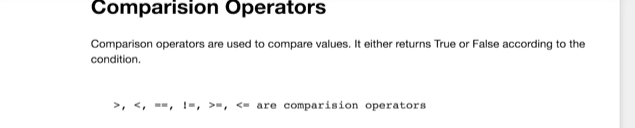 Comparision Operators
Comparison operators are used to compare values. It either returns True or False according to the
condition.
>, <, ==, !=, >=, <= are comparision operators